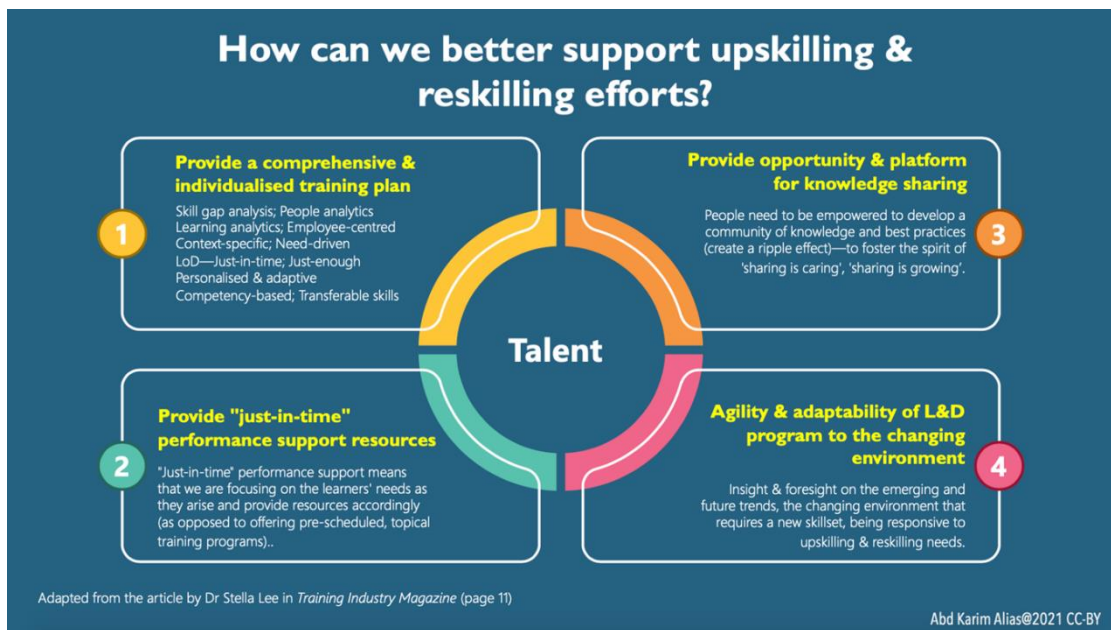 How can we better support upskilling &
reskilling efforts?
1
Provide a comprehensive &
individualised training plan
Skill gap analysis; People analytics
Learning analytics; Employee-centred
Context-specific; Need-driven
LoD—Just-in-time; Just-enough
Personalised & adaptive
Competency-based; Transferable skills
2
Provide "just-in-time"
performance support resources
"Just-in-time" performance support means
that we are focusing on the learners' needs as
they arise and provide resources accordingly
(as opposed to offering pre-scheduled, topical
training programs)..
Talent
Provide opportunity & platform
for knowledge sharing
3
People need to be empowered to develop a
community of knowledge and best practices
(create a ripple effect)—to foster the spirit of
'sharing is caring', 'sharing is growing'.
Agility & adaptability of L&D
program to the changing
environment
4
Insight & foresight on the emerging and
future trends, the changing environment that
requires a new skillset, being responsive to
upskilling & reskilling needs.
Adapted from the article by Dr Stella Lee in Training Industry Magazine (page 11)
Abd Karim Alias@2021 CC-BY